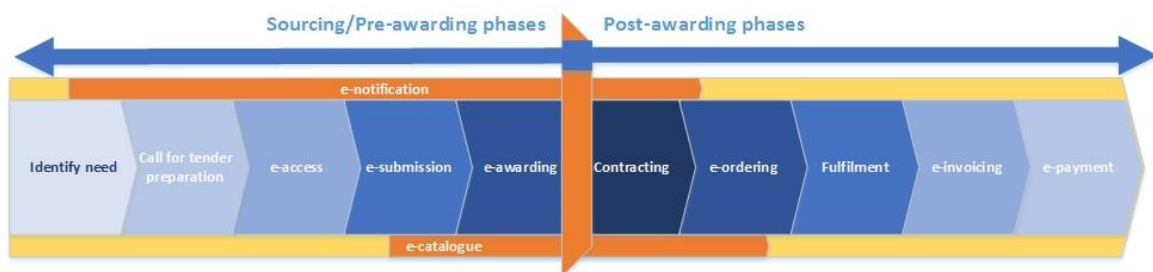 Sourcing/Pre-awarding phases
Post-awarding phases
e-notification
Identify need
Call for tender
preparation
e-access
e-submission
e-awarding
Contracting
e-ordering
Fulfilment
e-invoicing
e-payment
e-catalogue